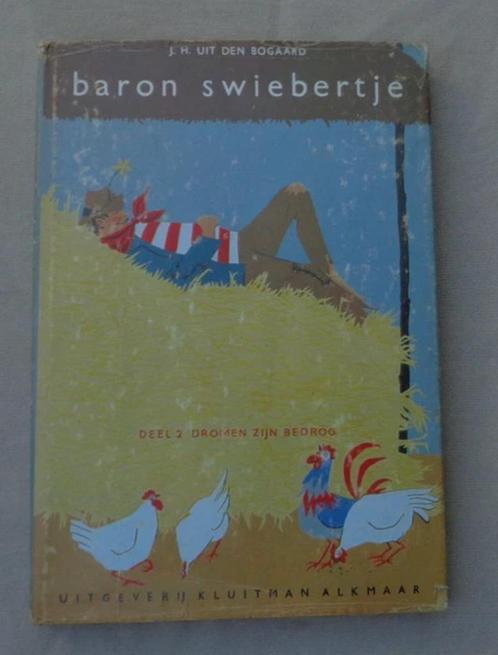 J. H. UIT DEN BOGAARD
baron swiebertje
DEEL 2 DROMEN ZIJN BEDROG
UITGEVERIJ KLUITMAN ALKMAAR